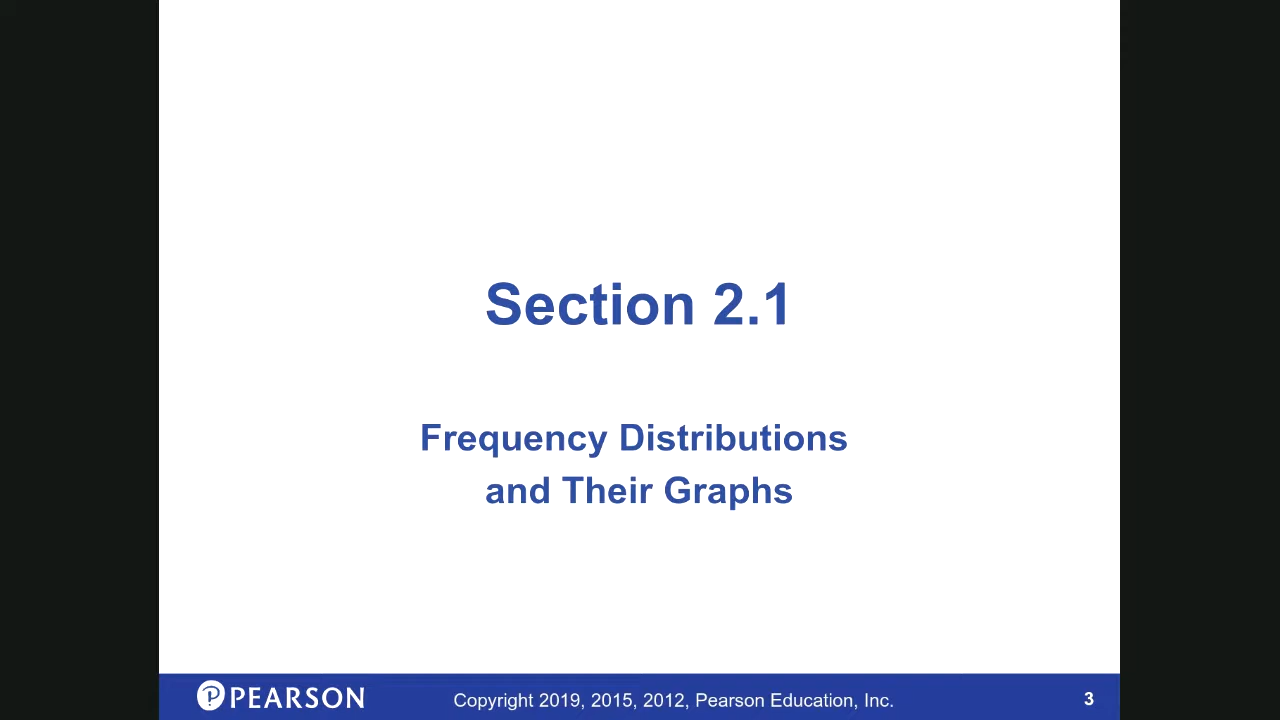 Section 2.1
Frequency Distributions
and Their Graphs
PEARSON
Copyright 2019, 2015, 2012, Pearson Education, Inc.
3